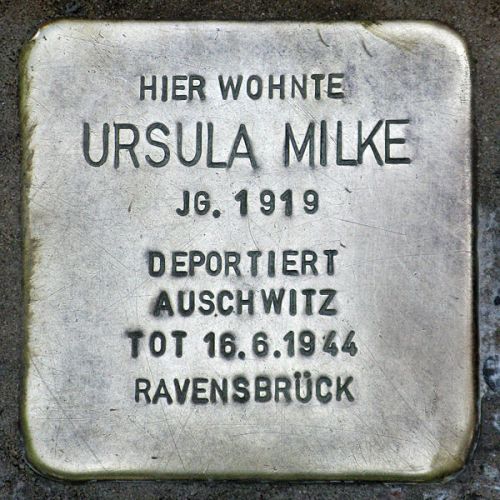 HIER WOHNTE
URSULA MILKE
JG. 1919
DEPORTIERT
AUSCHWITZ
TOT 16.6.1944
RAVENSBRÜCK